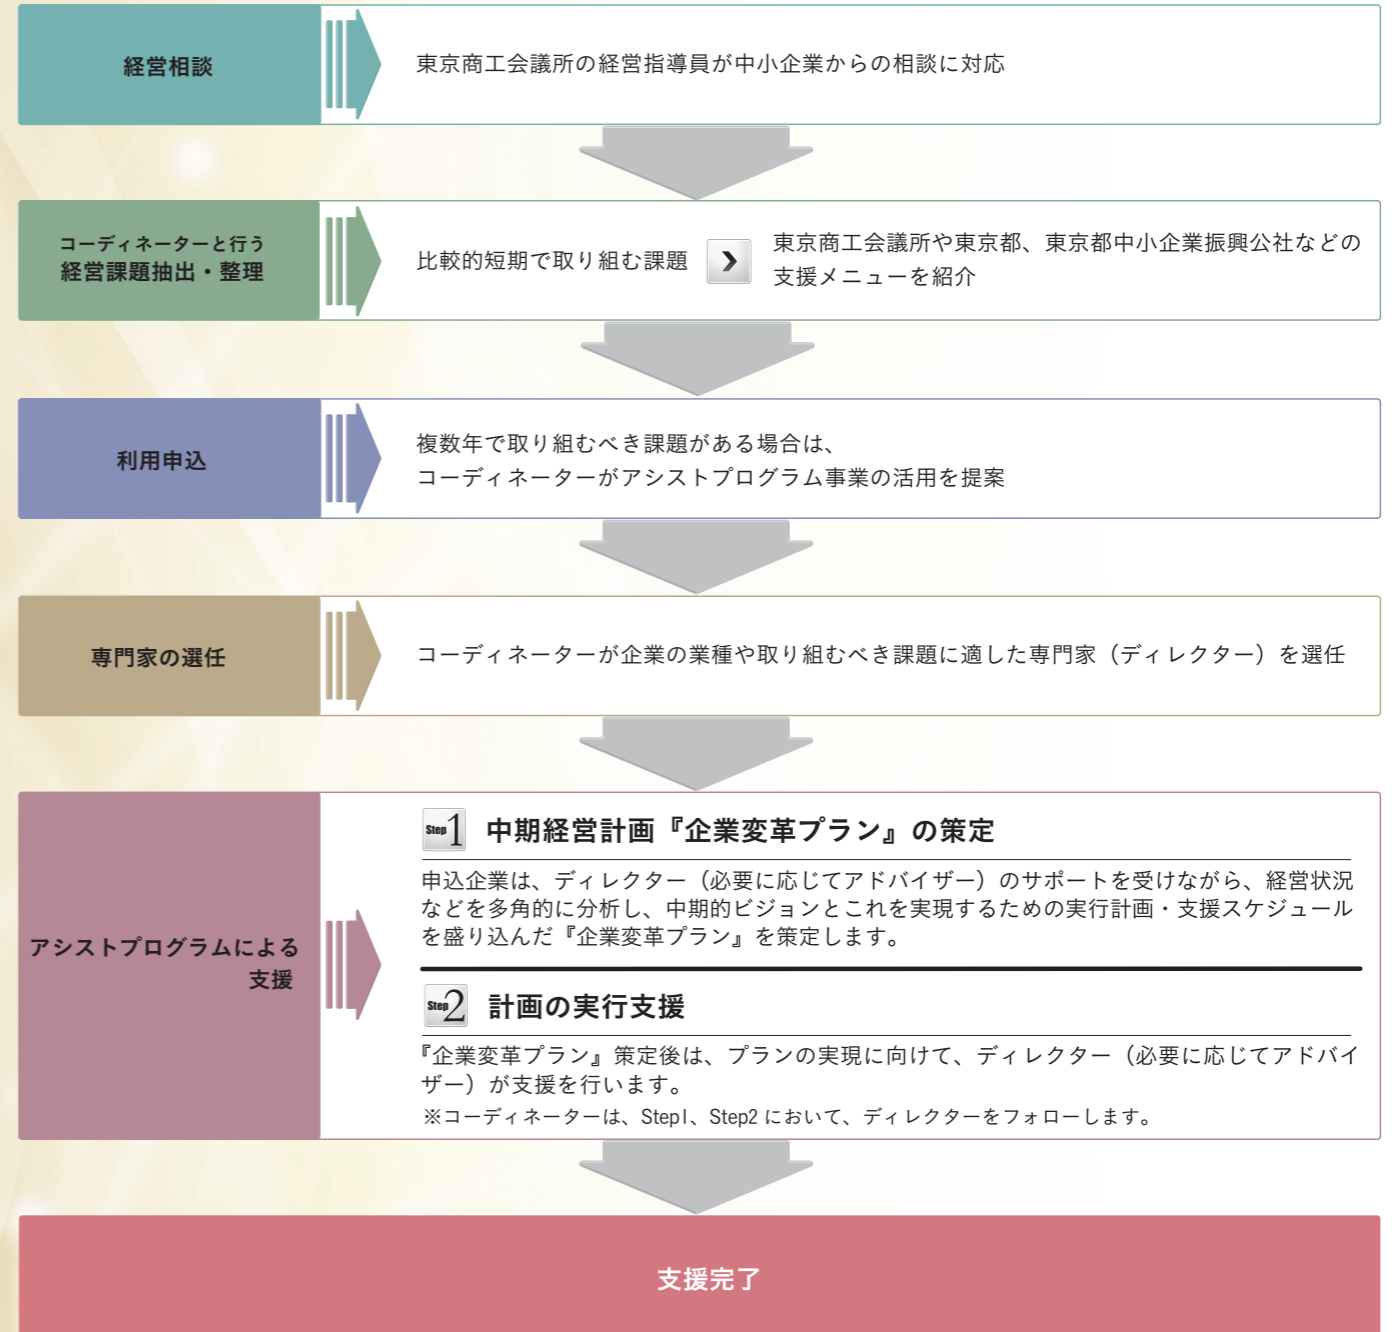 経営相談
東京商工会議所の経営指導員が中小企業からの相談に対応
コーディネーターと行う
経営課題抽出・整理
比較的短期で取り組む課題
東京商工会議所や東京都、東京都中小企業振興公社などの
支援メニューを紹介
利用申込
複数年で取り組むべき課題がある場合は、
コーディネーターがアシストプログラム事業の活用を提案
専門家の選任
コーディネーターが企業の業種や取り組むべき課題に適した専門家（ディレクター）を選任
アシストプログラムによる
支援
Step1 中期経営計画『企業変革プラン』の策定
申込企業は、ディレクター（必要に応じてアドバイザー）のサポートを受けながら、経営状況
などを多角的に分析し、中期的ビジョンとこれを実現するための実行計画・支援スケジュール
を盛り込んだ『企業変革プラン』を策定します。
Step2 計画の実行支援
『企業変革プラン』策定後は、プランの実現に向けて、ディレクター（必要に応じてアドバイ
ザー）が支援を行います。
※コーディネーターは、Step1、Step2 において、ディレクターをフォローします。
支援完了